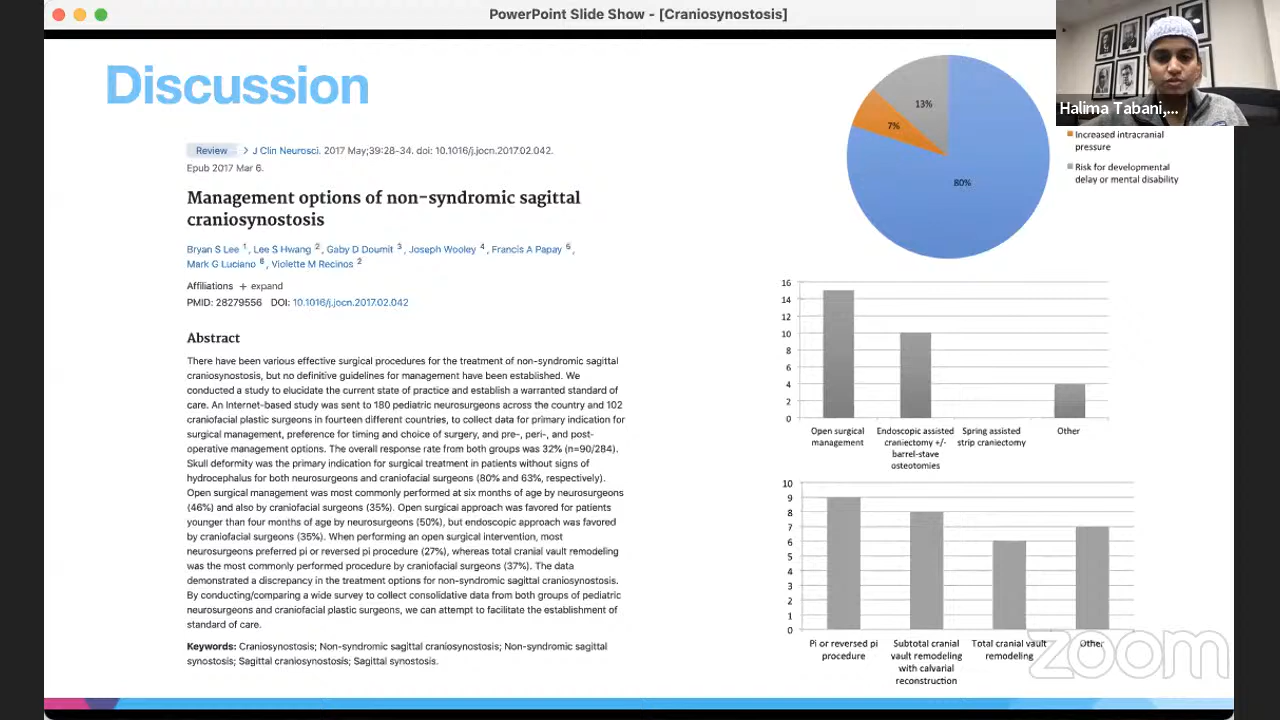 PowerPoint Slide Show - [Craniosynostosis]
Halima Tabani,...
Discussion
Review > J Clin Neurosci. 2017 May;39:28-34. doi: 10.1016/j.jocn.2017.02.042.
Epub 2017 Mar 6.
Management options of non-syndromic sagittal
craniosynostosis
Bryan S Lee 1, Lee S Hwang 2, Gaby D Doumit 3, Joseph Wooley 4, Francis A Papay 5,
Mark G Luciano 6, Violette M Recinos 2
Affiliations + expand
PMID: 28279556 DOI: 10.1016/j.jocn.2017.02.042
Abstract
There have been various effective surgical procedures for the treatment of non-syndromic sagittal
craniosynostosis, but no definitive guidelines for management have been established. We
conducted a study to elucidate the current state of practice and establish a warranted standard of
care. An Internet-based study was sent to 180 pediatric neurosurgeons across the country and 102
craniofacial plastic surgeons in fourteen different countries, to collect data for primary indication for
surgical management, preference for timing and choice of surgery, and pre-, peri-, and post-
operative management options. The overall response rate from both groups was 32% (n=90/284).
Skull deformity was the primary indication for surgical treatment in patients without signs of
hydrocephalus for both neurosurgeons and craniofacial surgeons (80% and 63%, respectively).
Open surgical management was most commonly performed at six months of age by neurosurgeons
(46%) and also by craniofacial surgeons (35%). Open surgical approach was favored for patients
younger than four months of age by neurosurgeons (50%), but endoscopic approach was favored
by craniofacial surgeons (35%). When performing an open surgical intervention, most
neurosurgeons preferred pi or reversed pi procedure (27%), whereas total cranial vault remodeling
was the most commonly performed procedure by craniofacial surgeons (37%). The data
demonstrated a discrepancy in the treatment options for non-syndromic sagittal craniosynostosis.
By conducting/comparing a wide survey to collect consolidative data from both groups of pediatric
neurosurgeons and craniofacial plastic surgeons, we can attempt to facilitate the establishment of
standard of care.
Keywords: Craniosynostosis; Non-syndromic sagittal craniosynostosis; Non-syndromic sagittal
synostosis; Sagittal craniosynostosis; Sagittal synostosis.
13%
7%
80%
Increased intracranial
pressure
Risk for developmental
delay or mental disability
16
14
12
10
8
6
4
2
0
Open surgical
management
Endoscopic assisted
craniectomy +/-
barrel-stave
osteotomies
Spring assisted
strip craniectomy
Other
10
9
8
7
6
5
4
3
2
1
0
Pi or reversed pi
procedure
Subtotal cranial
vault remodeling
with calvarial
reconstruction
Total cranial vault
remodeling
Other
zoom